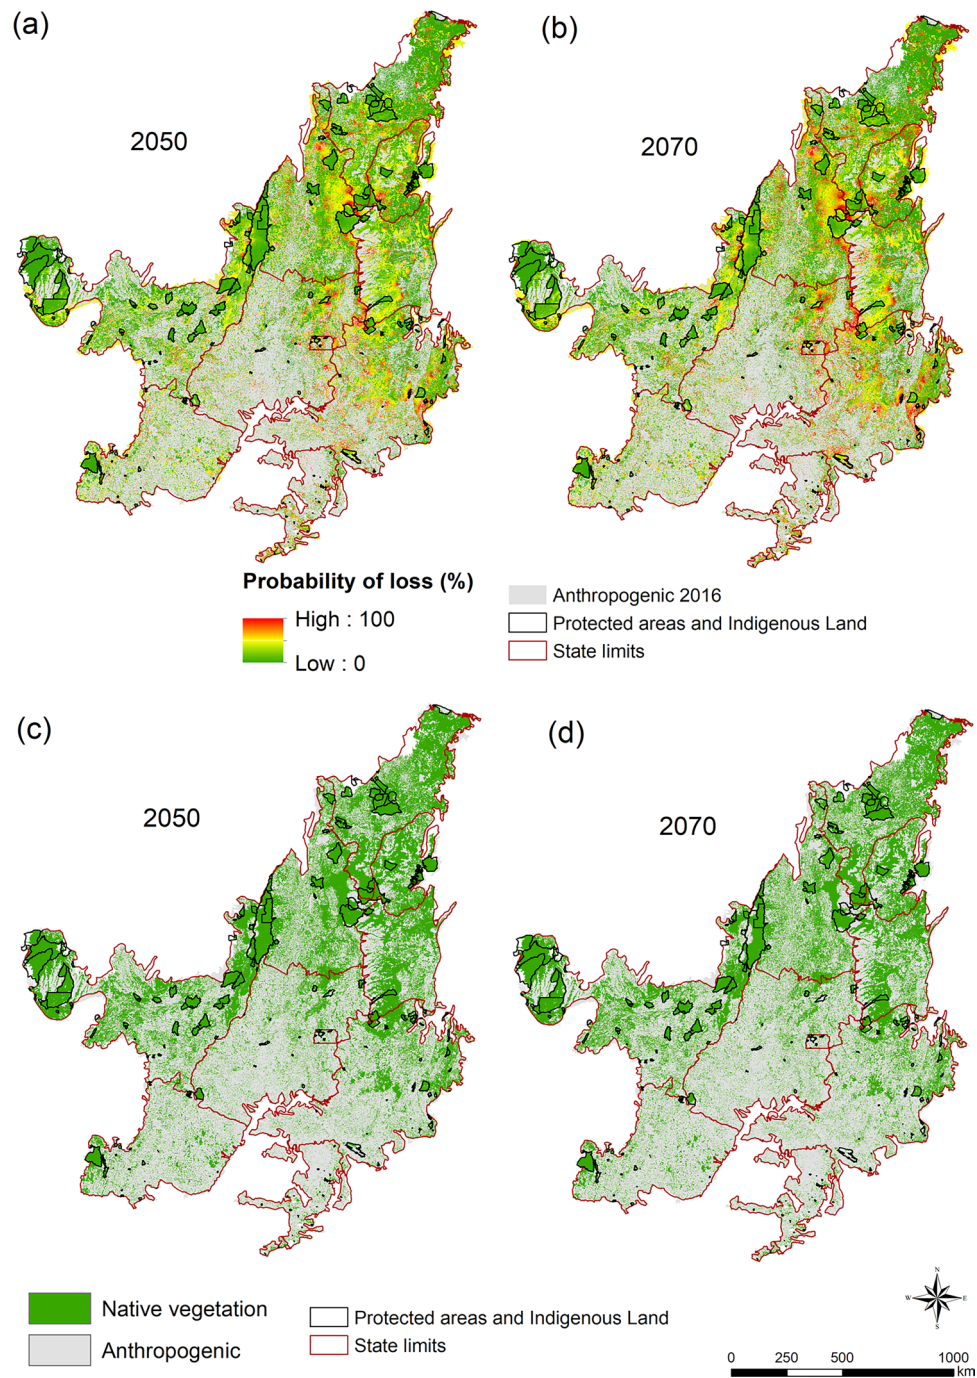 (a)
(b)
2050
2070
Probability of loss (%)
High : 100
Low : 0
Anthropogenic 2016
Protected areas and Indigenous Land
State limits
(c)
(d)
2050
2070
Native vegetation
Anthropogenic
Protected areas and Indigenous Land
State limits
N
W E
S
0 250 500 1000
km